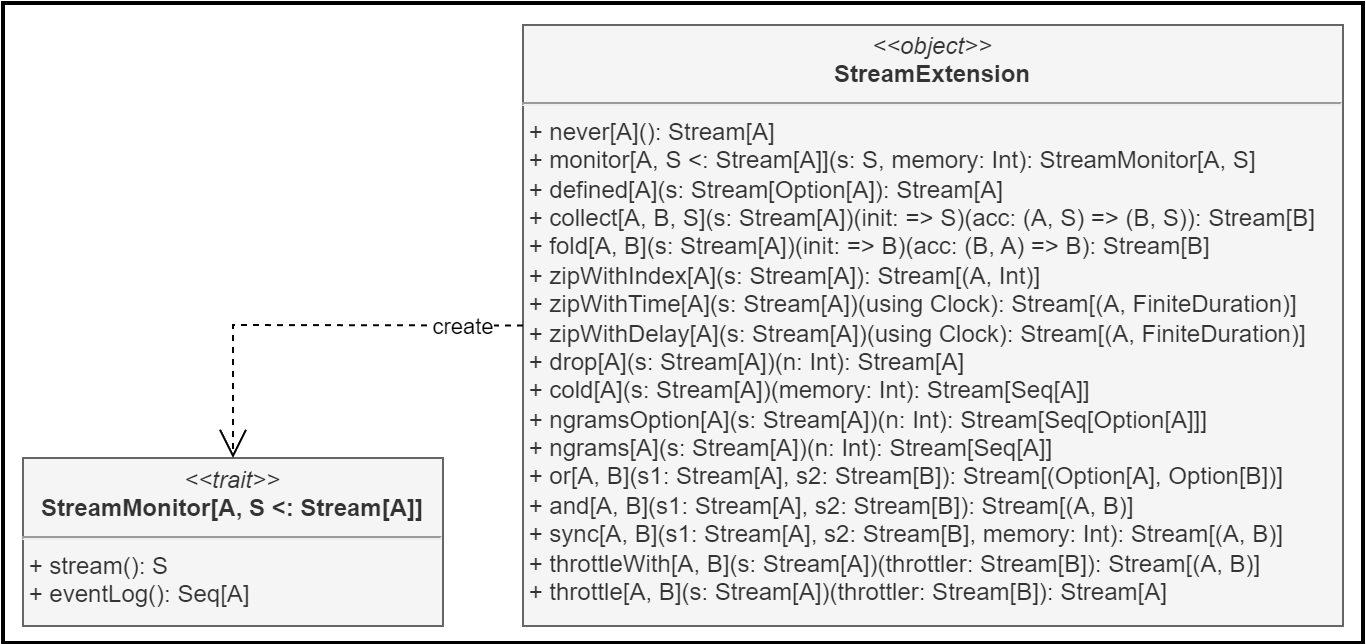 <<object>>
StreamExtension
+ never[A](): Stream[A]
+ monitor[A, S <: Stream[A]](s: S, memory: Int): StreamMonitor[A, S]
+ defined[A](s: Stream[Option[A]): Stream[A]
+ collect[A, B, S](s: Stream[A])(init: => S)(acc: (A, S) => (B, S)): Stream[B]
+ fold[A, B](s: Stream[A])(init: => B)(acc: (B, A) => B): Stream[B]
+ zipWithIndex[A](s: Stream[A]): Stream[(A, Int)]
+ zipWithTime[A](s: Stream[A])(using Clock): Stream[(A, FiniteDuration)]
+ zipWithDelay[A](s: Stream[A])(using Clock): Stream[(A, FiniteDuration)]
+ drop[A](s: Stream[A])(n: Int): Stream[A]
+ cold[A](s: Stream[A])(memory: Int): Stream[Seq[A]]
+ ngramsOption[A](s: Stream[A])(n: Int): Stream[Seq[Option[A]]]
+ ngrams[A](s: Stream[A])(n: Int): Stream[Seq[A]]
+ or[A, B](s1: Stream[A], s2: Stream[B]): Stream[(Option[A], Option[B])]
+ and[A, B](s1: Stream[A], s2: Stream[B]): Stream[(A, B)]
+ sync[A, B](s1: Stream[A], s2: Stream[B], memory: Int): Stream[(A, B)]
+ throttleWith[A, B](s: Stream[A])(throttler: Stream[B]): Stream[(A, B)]
+ throttle[A, B](s: Stream[A])(throttler: Stream[B]): Stream[A]
create
<<trait>>
StreamMonitor[A, S <: Stream[A]]
+ stream(): S
+ eventLog(): Seq[A]